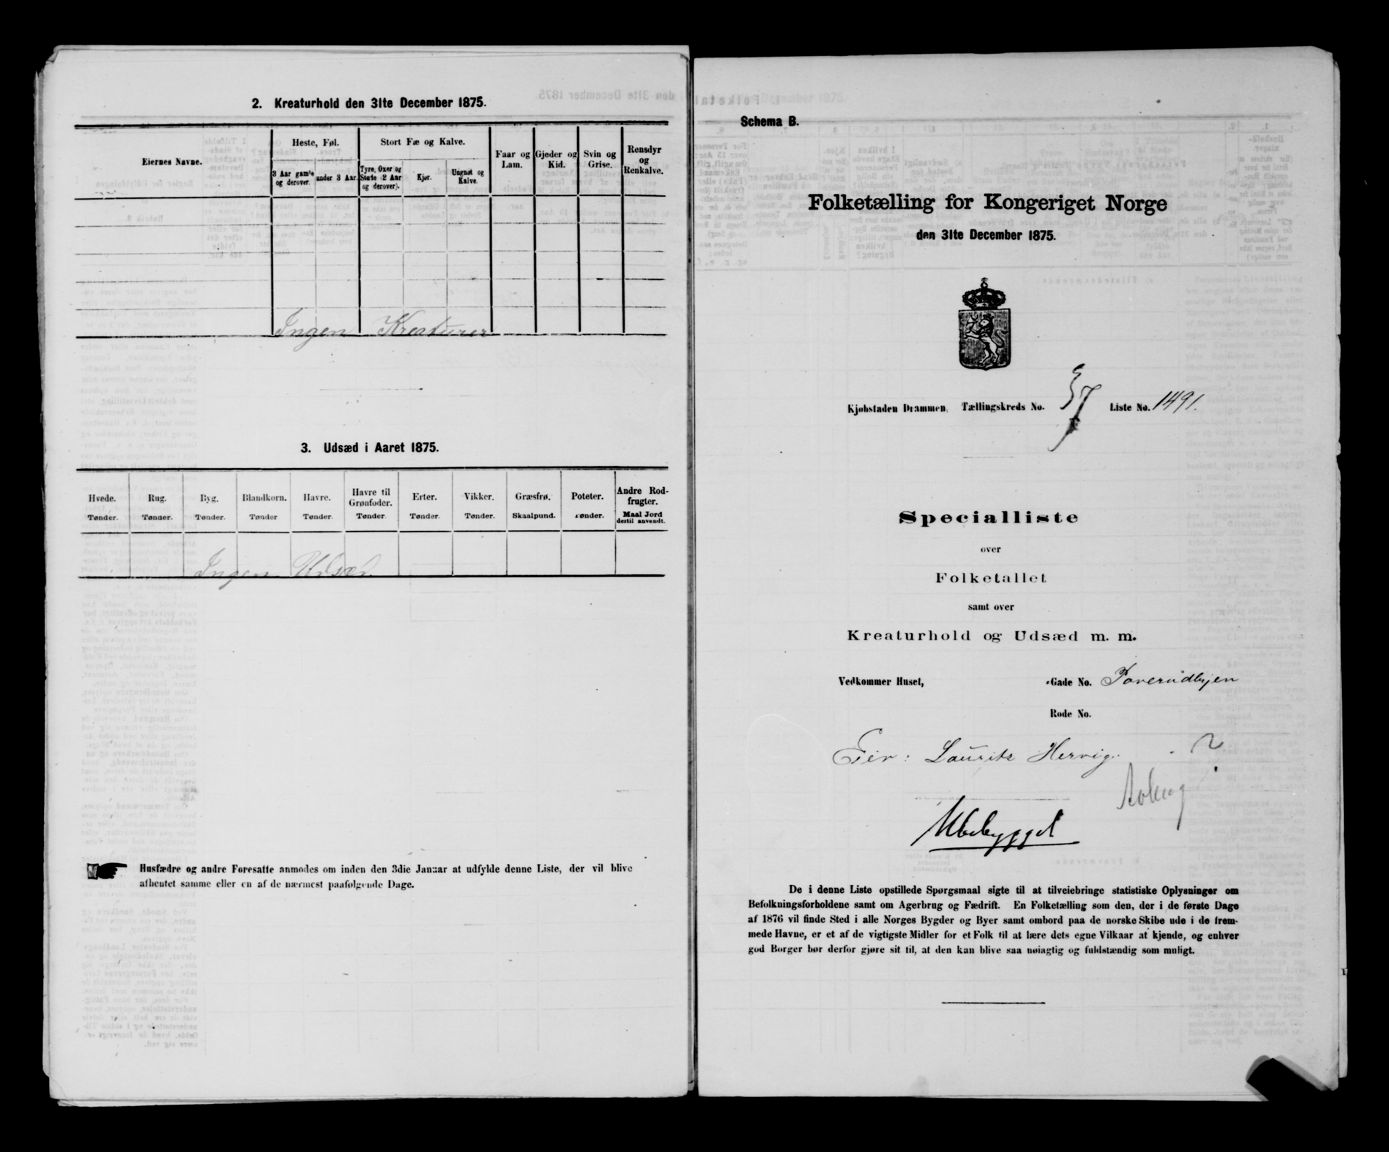 2. Kreaturhold den 31te December 1875.
Eiernes Navne.
Heste, Føl.
3 Aar gamle og derover.
under 3 Aar.
Stort Fæ og Kalve.
Tyre, Oxer og Stude (2 Aar og derover).
Kjør.
Ungnøt og Kalve.
Faar og Lam.
Gjeder og Kid.
Svin og Grise.
Rensdyr og Renkalve.
Ingen Kreaturer
3. Udsæd i Aaret 1875.
Hvede. Rug. Byg. Blandkorn. Havre. Havre til Grønfoder. Erter. Vikker. Græsfrø. Poteter. Andre Rodfrugter.
Tønder. Tønder. Tønder. Tønder Tønder. Tønder. Tønder. Tønder. Skaalpund. Tønder. Maal Jord dertil anvendt.
Ingen Udsæd
Husfædre og andre Foresatte anmodes om inden den 3die Januar at udfylde denne Liste, der vil blive
afhentet samme eller en af de nærmest paafølgende Dage.
Schema B.
Folketælling for Kongeriget Norge
den 31te December 1875.
Kjøbstaden Drammen. Tællingskreds No. 37 Liste No. 1491.
Specialliste
over
Folketallet
samt over
Kreaturhold og Udsæd m. m.
Vedkommer Huset, Gade No.
Rode No.
Eier: Lauritz Hervig. 2
Ubebygget
De i denne Liste opstillede Spørgsmaal sigte til at tilveiebringe statistiske Oplysninger om
Befolkningsforholdene samt om Agerbrug og Fædrift. En Folketælling som den, der i de første Dage
af 1876 vil finde Sted i alle Norges Bygder og Byer samt ombord paa de norske Skibe ude i de frem-
mede Havne, er et af de vigtigste Midler for et Folk til at lære dets egne Vilkaar at kjende, og enhver
god Borger bør derfor gjøre sit til, at den kan blive saa nøiagtig og fuldstændig som muligt.